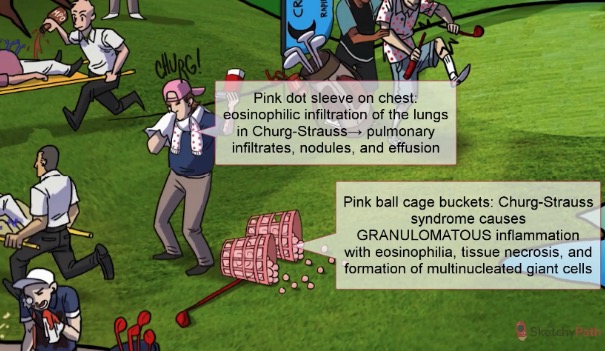 CHURG!
Pink dot sleeve on chest:
eosinophilic infiltration of the lungs
in Churg-Strauss→ pulmonary
infiltrates, nodules, and effusion
Pink ball cage buckets: Churg-Strauss
syndrome causes
GRANULOMATOUS inflammation
with eosinophilia, tissue necrosis, and
formation of multinucleated giant cells
SketchyPath